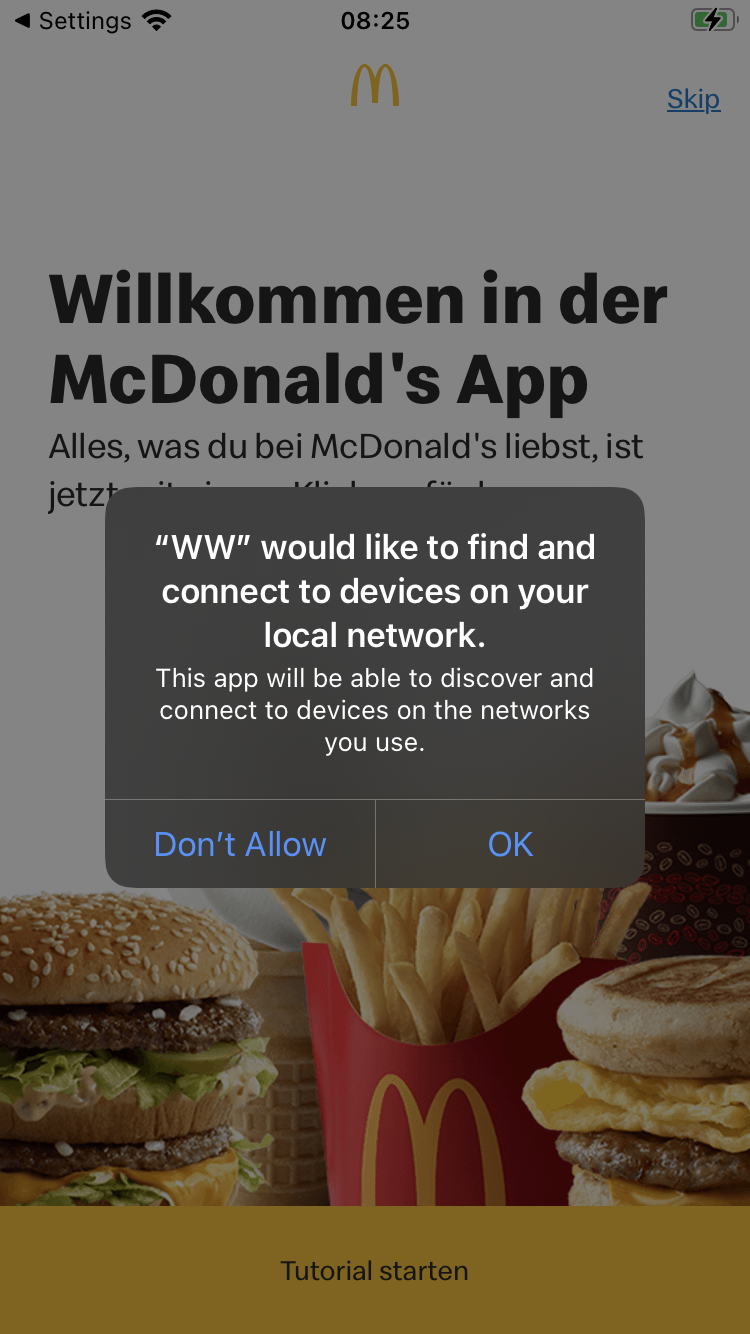 ◀ Settings
08:25
Skip
Willkommen in der
McDonald's App
Alles, was du bei McDonald's liebst, ist
jetzt
“WW” would like to find and
connect to devices on your
local network.
This app will be able to discover and
connect to devices on the networks
you use.
Don’t Allow
OK
Tutorial starten